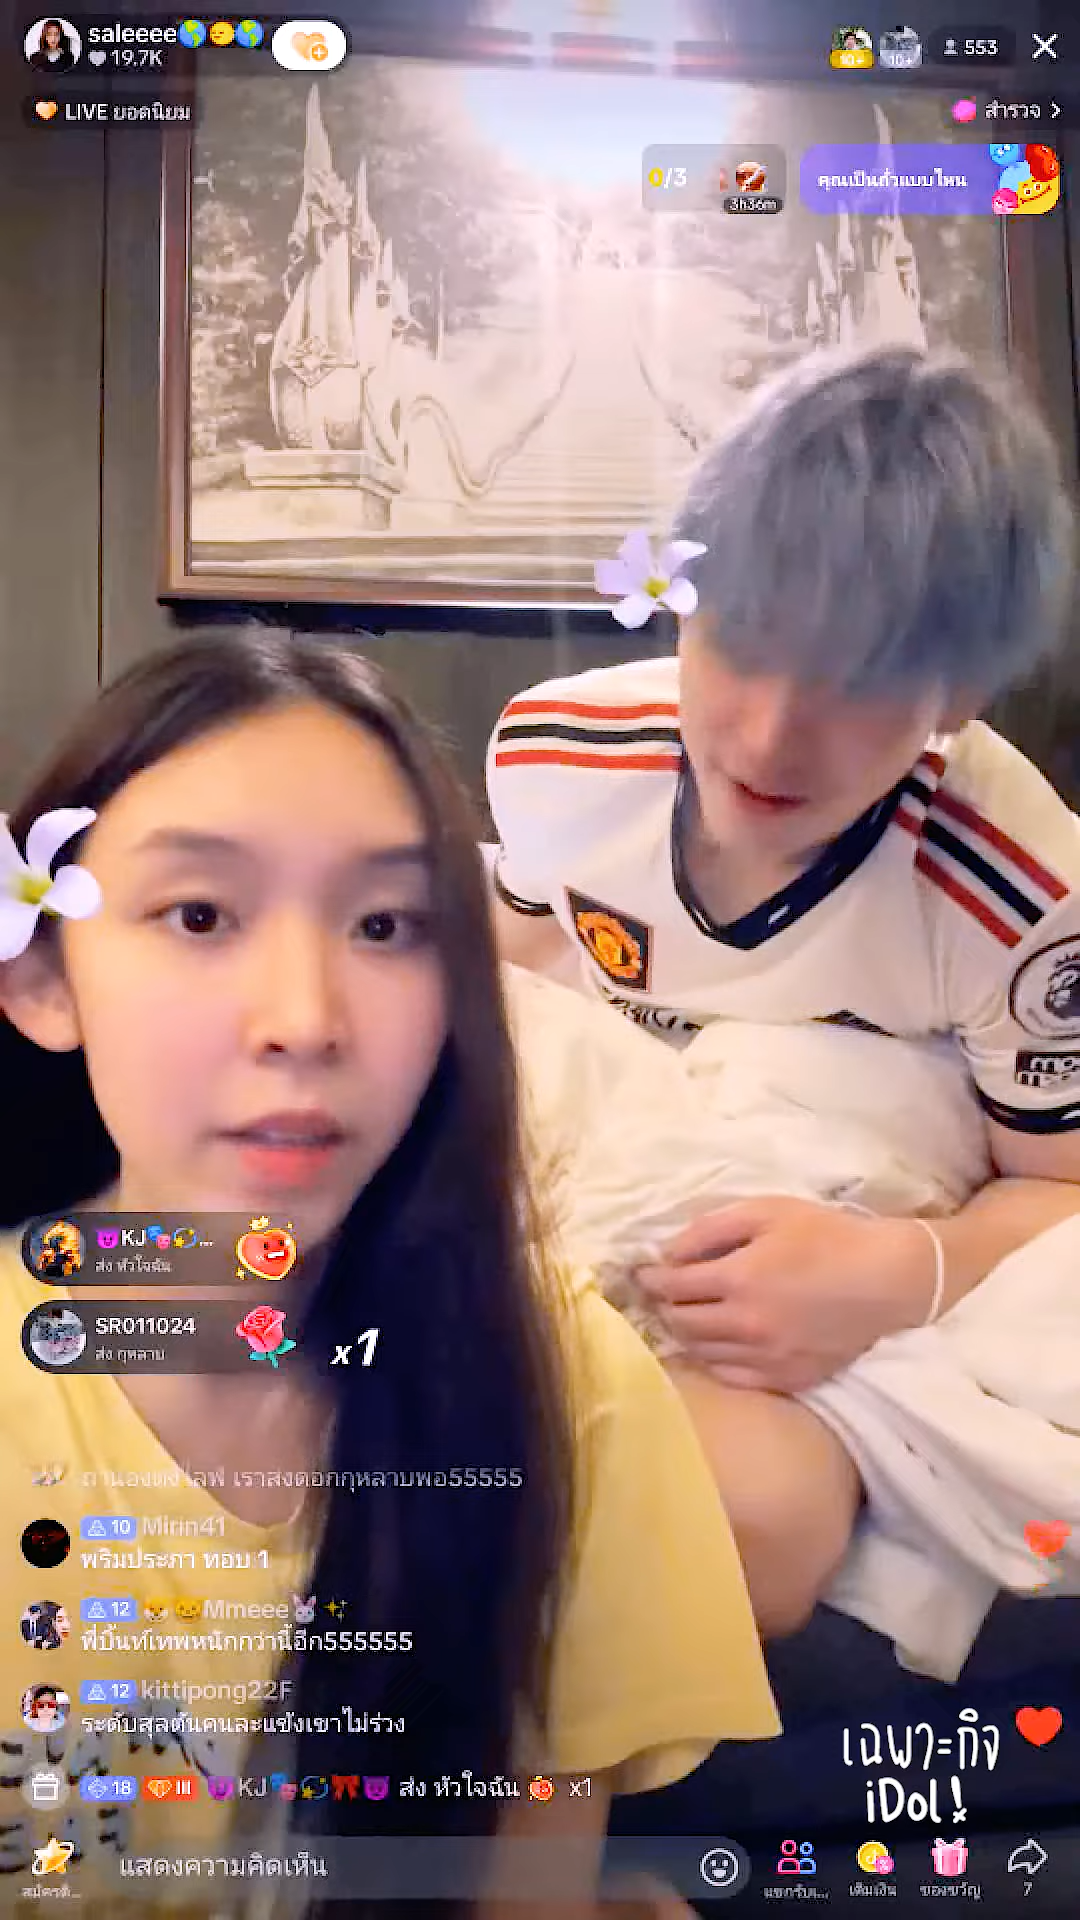 saleeee🌎🌝🌎
19.7K
553
10+
10+
LIVE ยอดนิยม
สำรวจ
0/3
3h36m
คุณเป็นถั่วแบบไหน
😈KJ🎭💫...
ส่ง หัวใจฉัน
SR011024
ส่ง กุหลาบ
x1
เราส่งดอกกุหลาบพอ55555
10 Mirin41
พริมประภา ทอบ 1
12 Mmeee🐰✨
พี่บิ้นท์เทพหนักกว่านี้อีก555555
12 kittipong22F
ระดับสุลตันคนละแข้งเขาไม่ร่วง
18 III 😈KJ🎭💫🎀😈 ส่ง หัวใจฉัน x1
เฉพาะกิจ
iDol!
แสดงความคิดเห็น
เติมเงิน
ของขวัญ
7